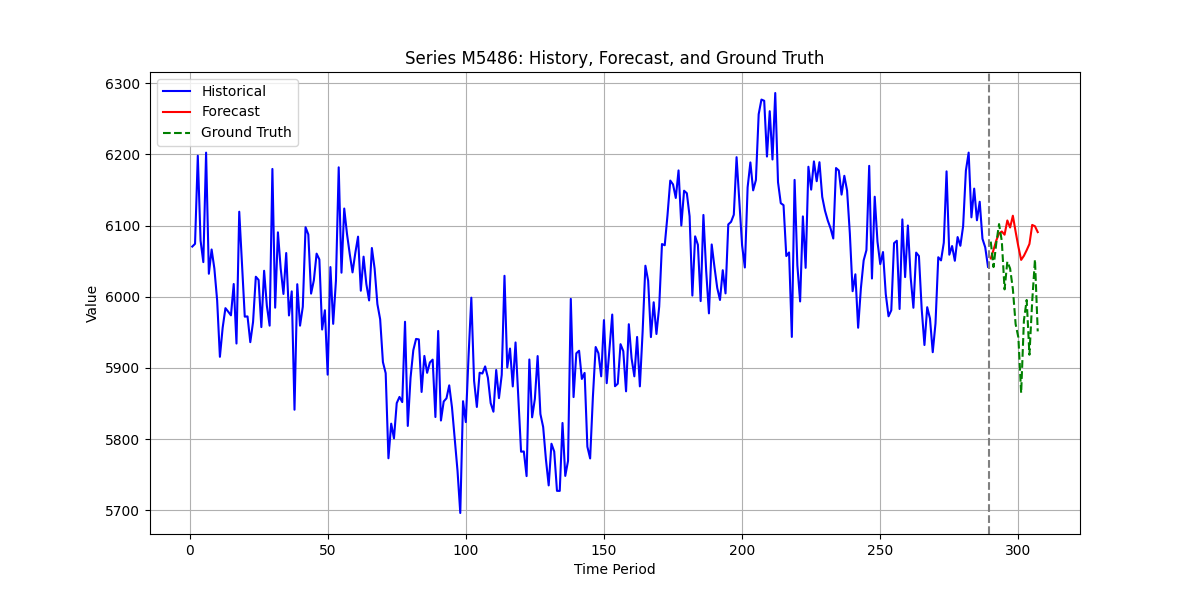 Series M5486: History, Forecast, and Ground Truth
Historical
Forecast
Ground Truth
Value
6300
6200
6100
6000
5900
5800
5700
0 50 100 150 200 250 300
Time Period